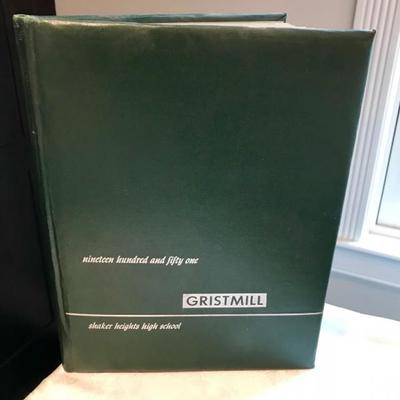 nineteen hundred and fifty one
GRISTMILL
shaker heights high school